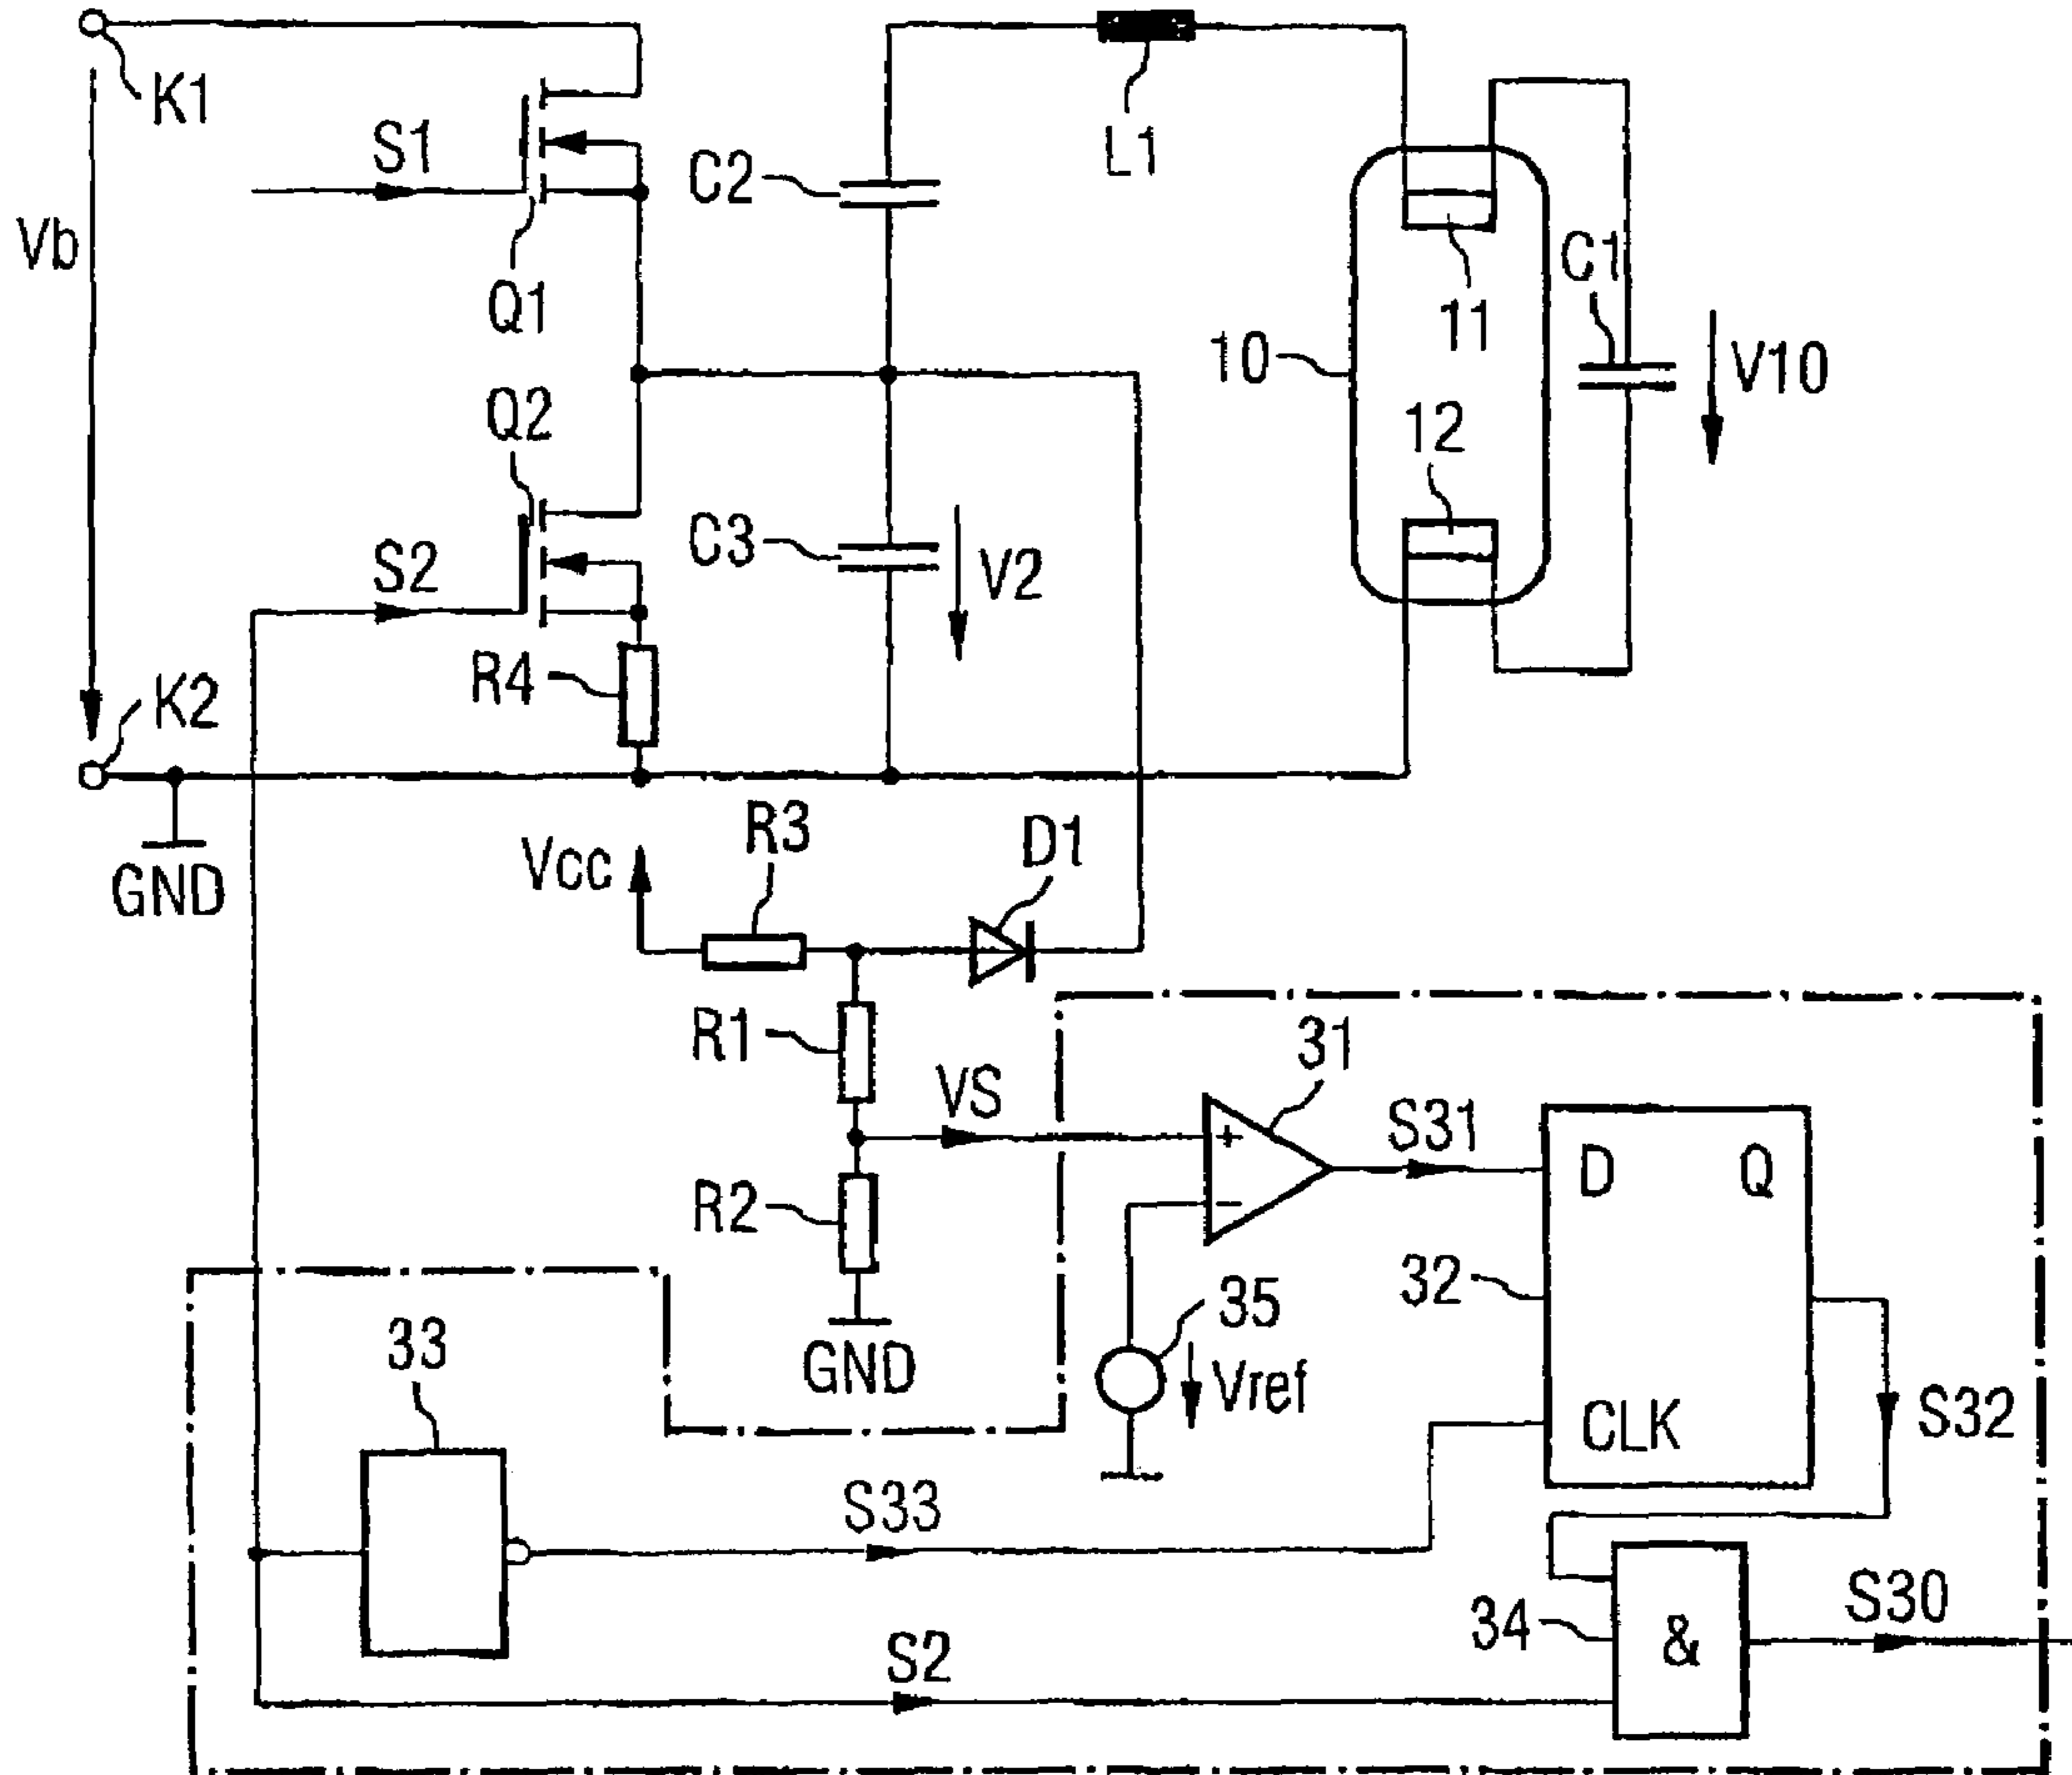 K1
S1
C2
L1
Vb
Q1
11
C1
10
V10
Q2
12
C3
S2
V2
R4
K2
R3
D1
Vcc
GND
R1
31
VS
S31
+
D
Q
R2
-
32
35
33
GND
Vref
CLK
S32
S33
34
&
S30
S2